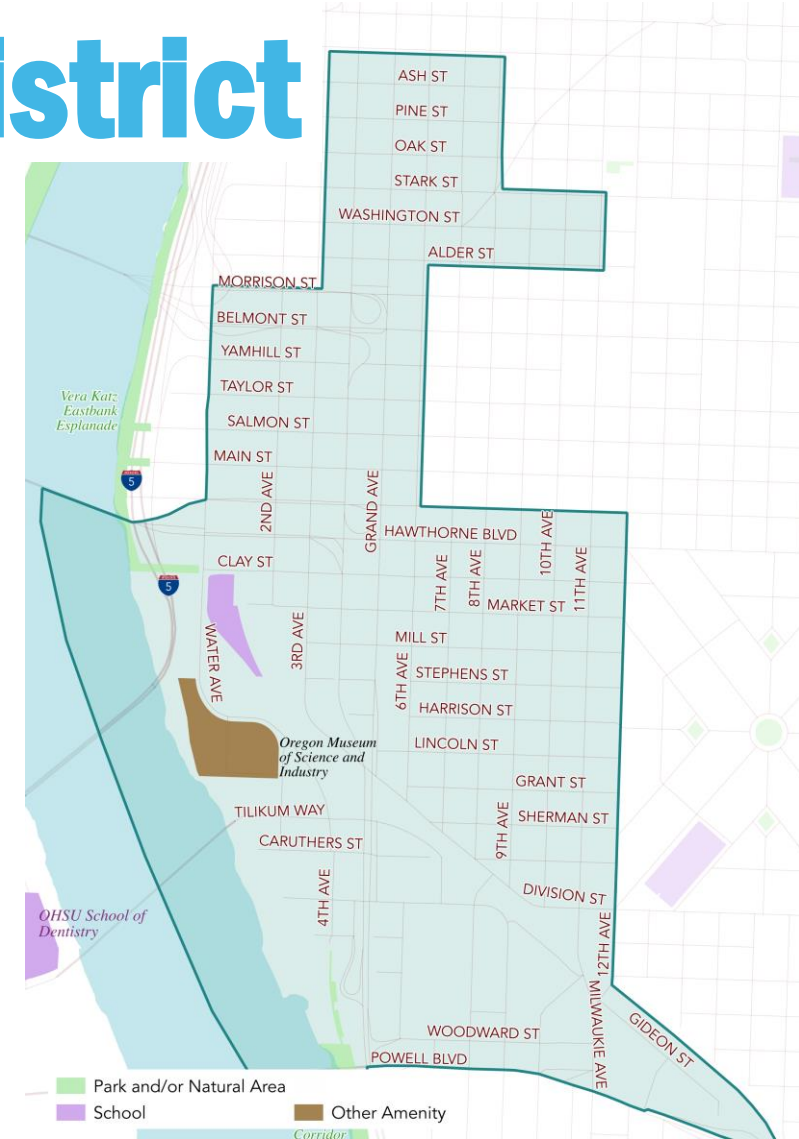 istrict
ASH ST
PINE ST
OAK ST
STARK ST
WASHINGTON ST
ALDER ST
MORRISON ST
BELMONT ST
YAMHILL ST
TAYLOR ST
Vera Katz
Eastbank
Esplanade
SALMON ST
MAIN ST
5
2ND AVE
GRAND AVE
HAWTHORNE BLVD
10TH AVE
CLAY ST
5
7TH AVE
8TH AVE
11TH AVE
MARKET ST
WATER AVE
3RD AVE
MILL ST
6TH AVE
STEPHENS ST
HARRISON ST
LINCOLN ST
Oregon Museum
of Science and
Industry
GRANT ST
TILIKUM WAY
9TH AVE
SHERMAN ST
CARUTHERS ST
4TH AVE
DIVISION ST
OHSU School of
Dentistry
12TH AVE
MILWAUKIE AVE
GIDEON ST
WOODWARD ST
POWELL BLVD
Park and/or Natural Area
School
Other Amenity
Corridor